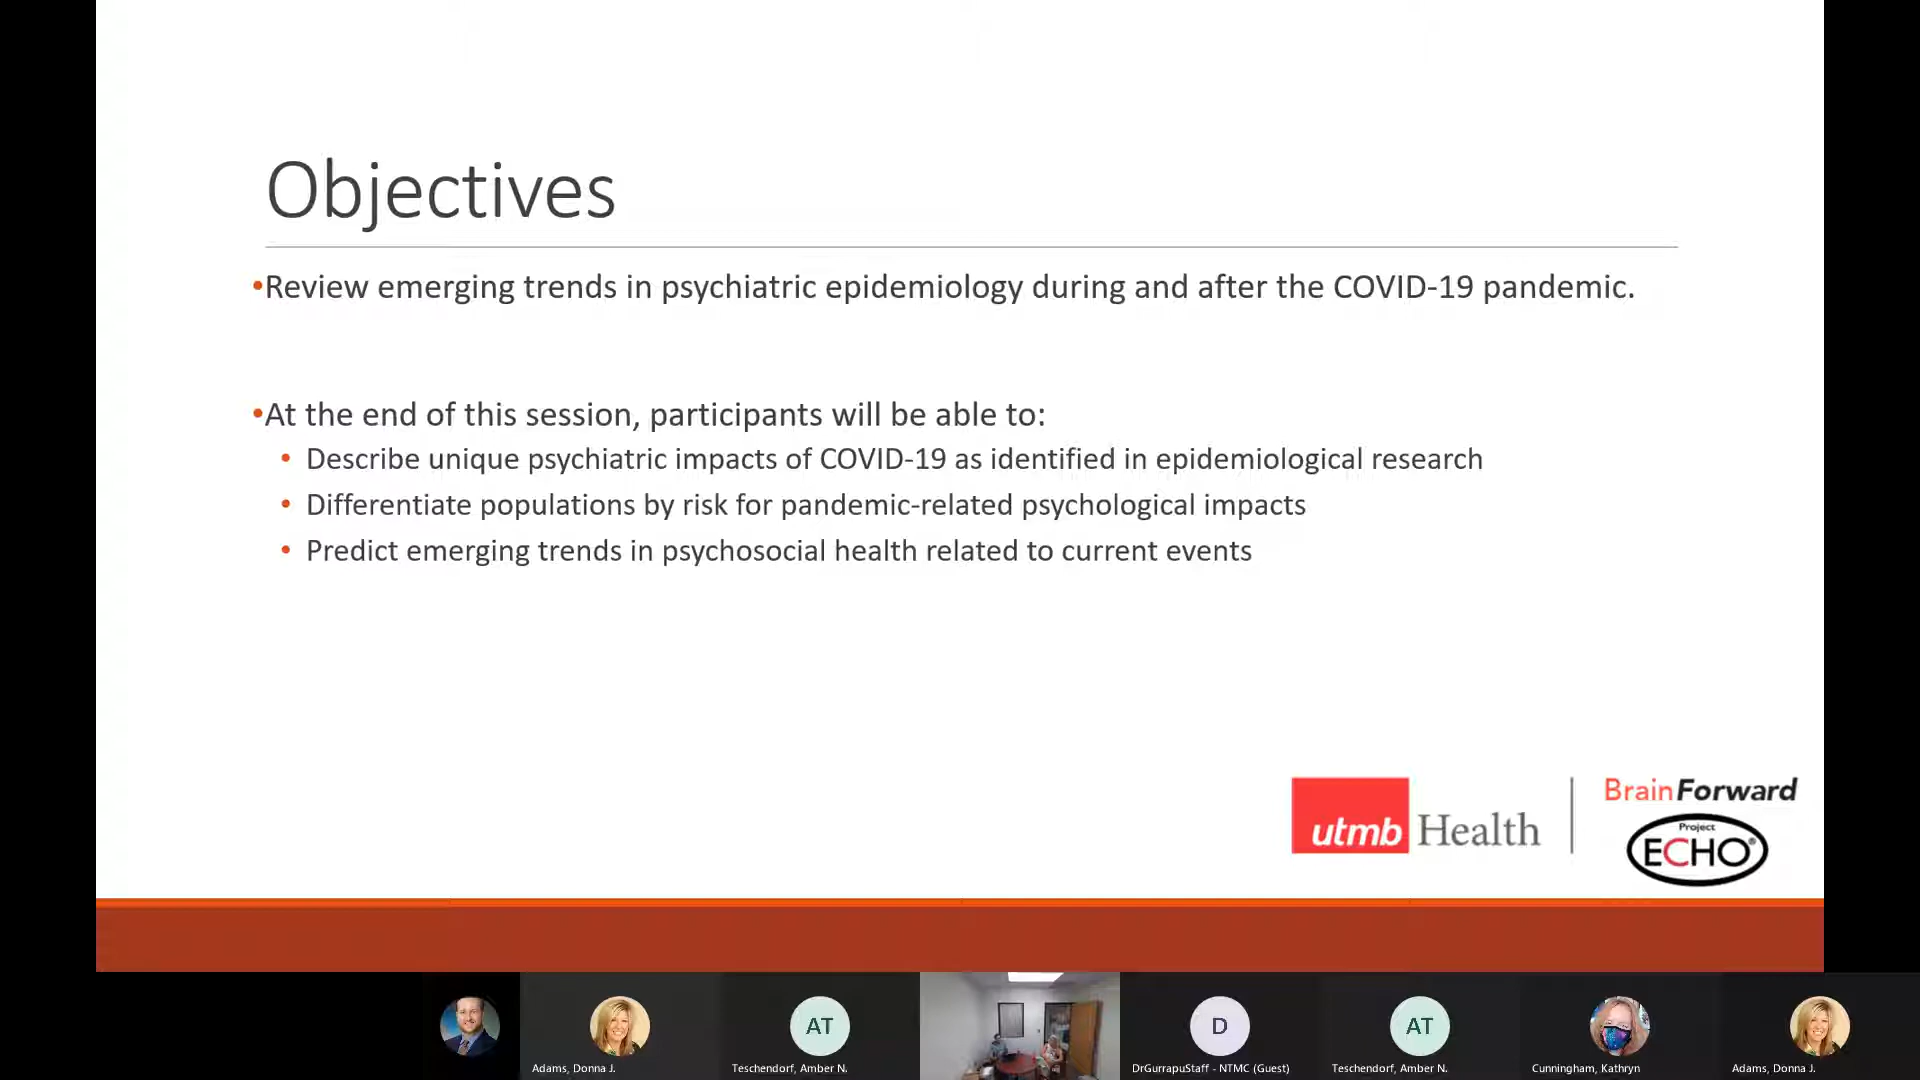 Objectives
•Review emerging trends in psychiatric epidemiology during and after the COVID-19 pandemic.
•At the end of this session, participants will be able to:
• Describe unique psychiatric impacts of COVID-19 as identified in epidemiological research
• Differentiate populations by risk for pandemic-related psychological impacts
• Predict emerging trends in psychosocial health related to current events
utmb Health
BrainForward
Project
ECHO®
AT
D
AT
Adams, Donna J.
Teschendorf, Amber N.
DrGurrapuStaff - NTMC (Guest)
Teschendorf, Amber N.
Cunningham, Kathryn
Adams, Donna J.